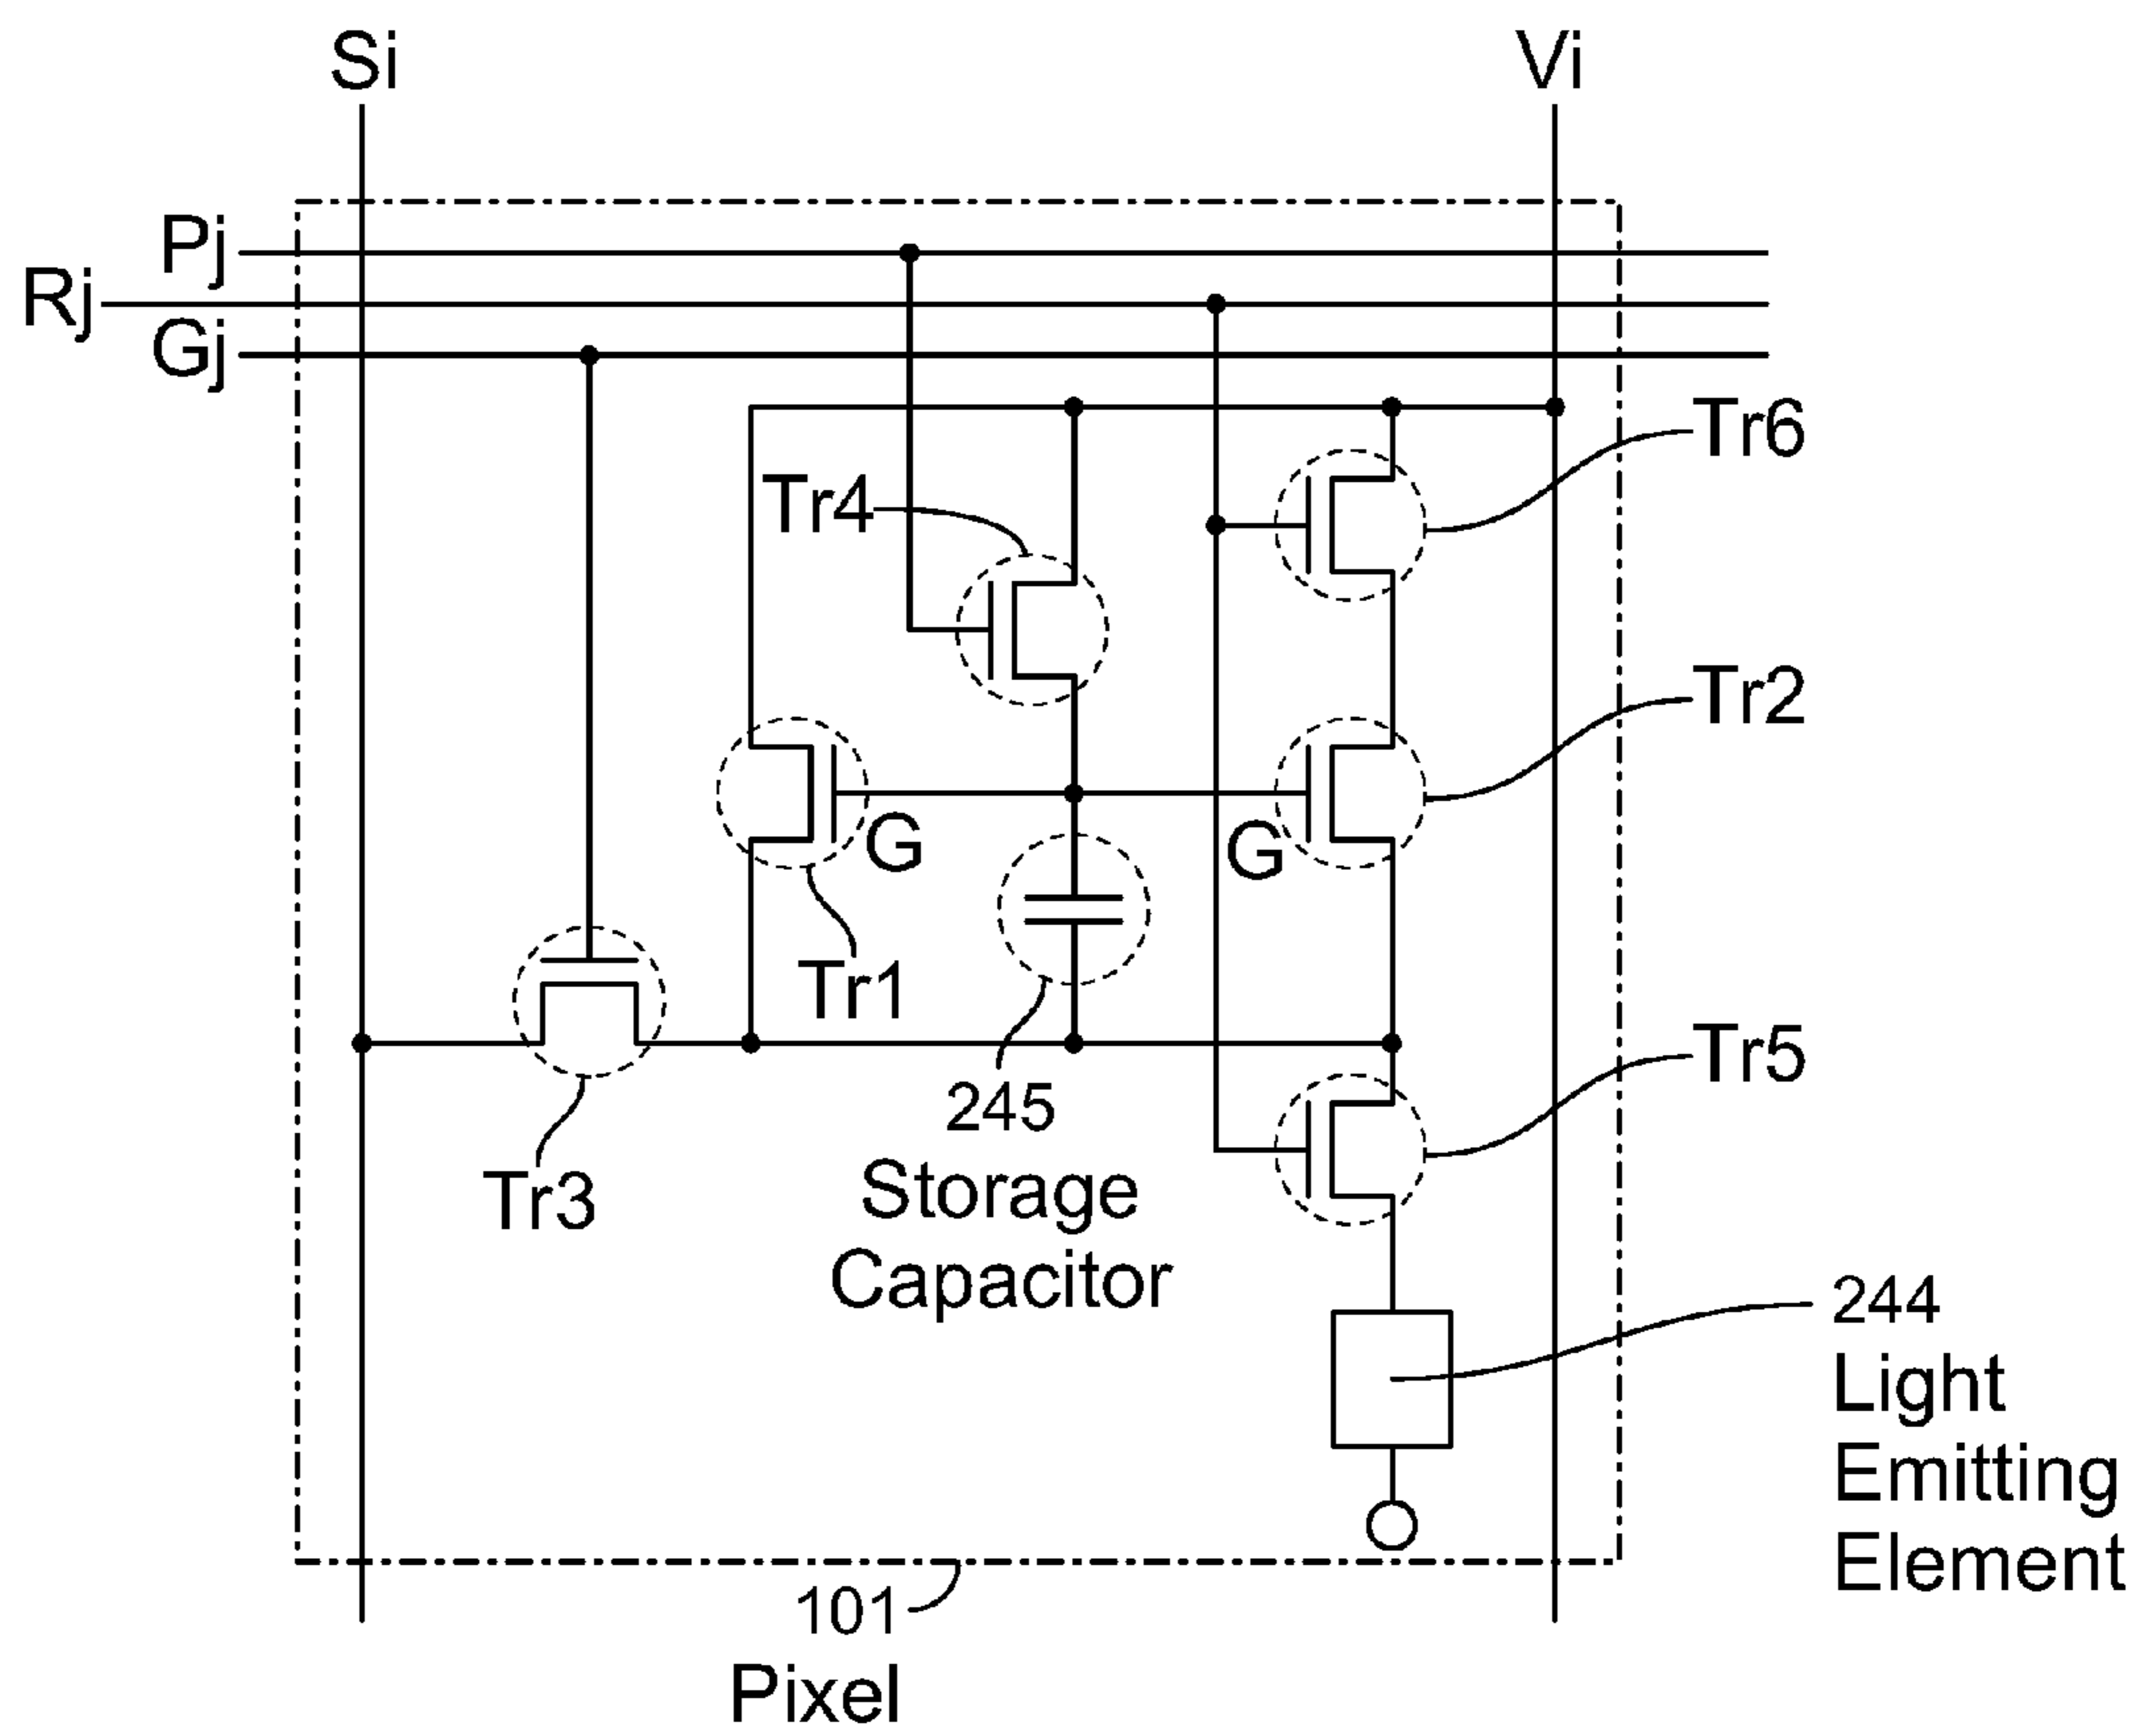 Si
Vi
Pj
Rj
Gj
Tr6
Tr4
Tr2
G
G
Tr1
Tr5
245
Storage
Capacitor
Tr3
244
Light
Emitting
Element
101
Pixel